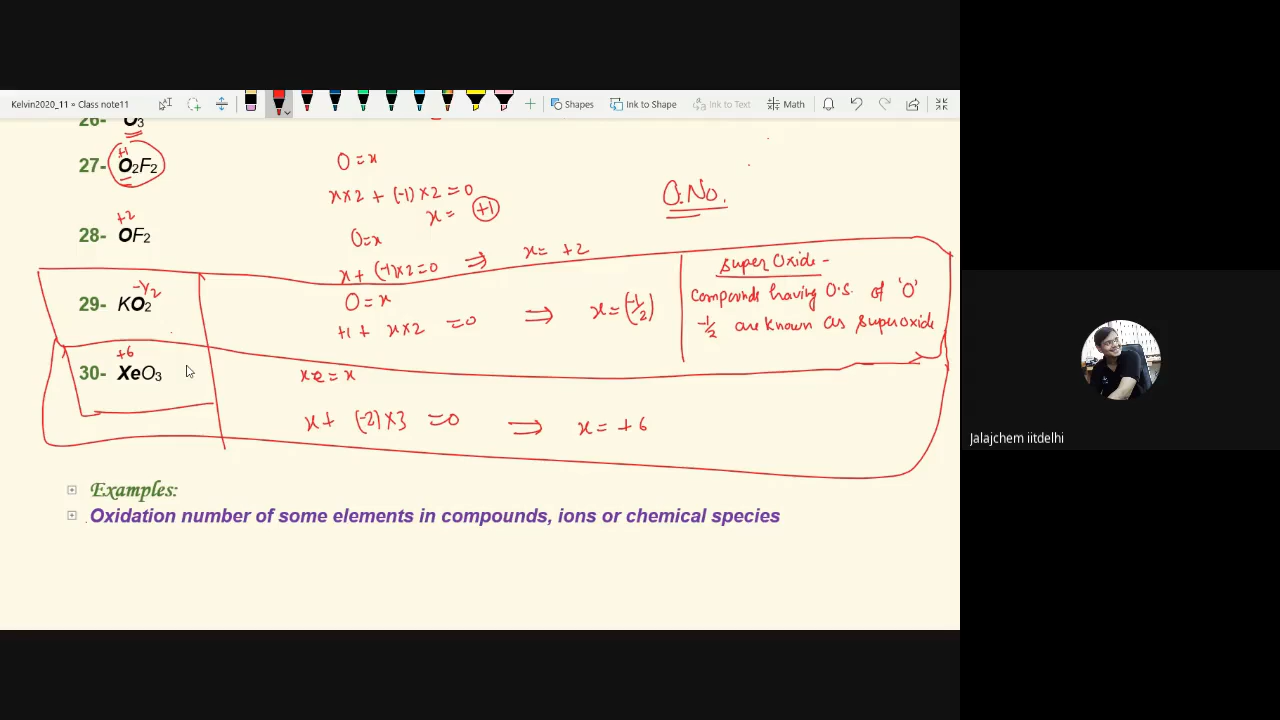 Kelvin2020_11 » Class note11
Shapes
Ink to Shape
Ink to Text
Math
26- O3
27- O2F2
+1
O = x
x×2 + (-1)×2 = 0
x = +1
O.No.
28- OF2
+2
O = x
x + (-1)×2 = 0 ⇒ x = +2
29- KO2
-1/2
O = x
+1 + x×2 = 0 ⇒ x = (-1/2)
Super Oxide -
Compounds having O.S. of 'O'
-1/2 are known as superoxide
30- XeO3
+6
Xe = x
x + (-2)×3 = 0 ⇒ x = +6
Examples:
Oxidation number of some elements in compounds, ions or chemical species
Jalajchem iitdelhi